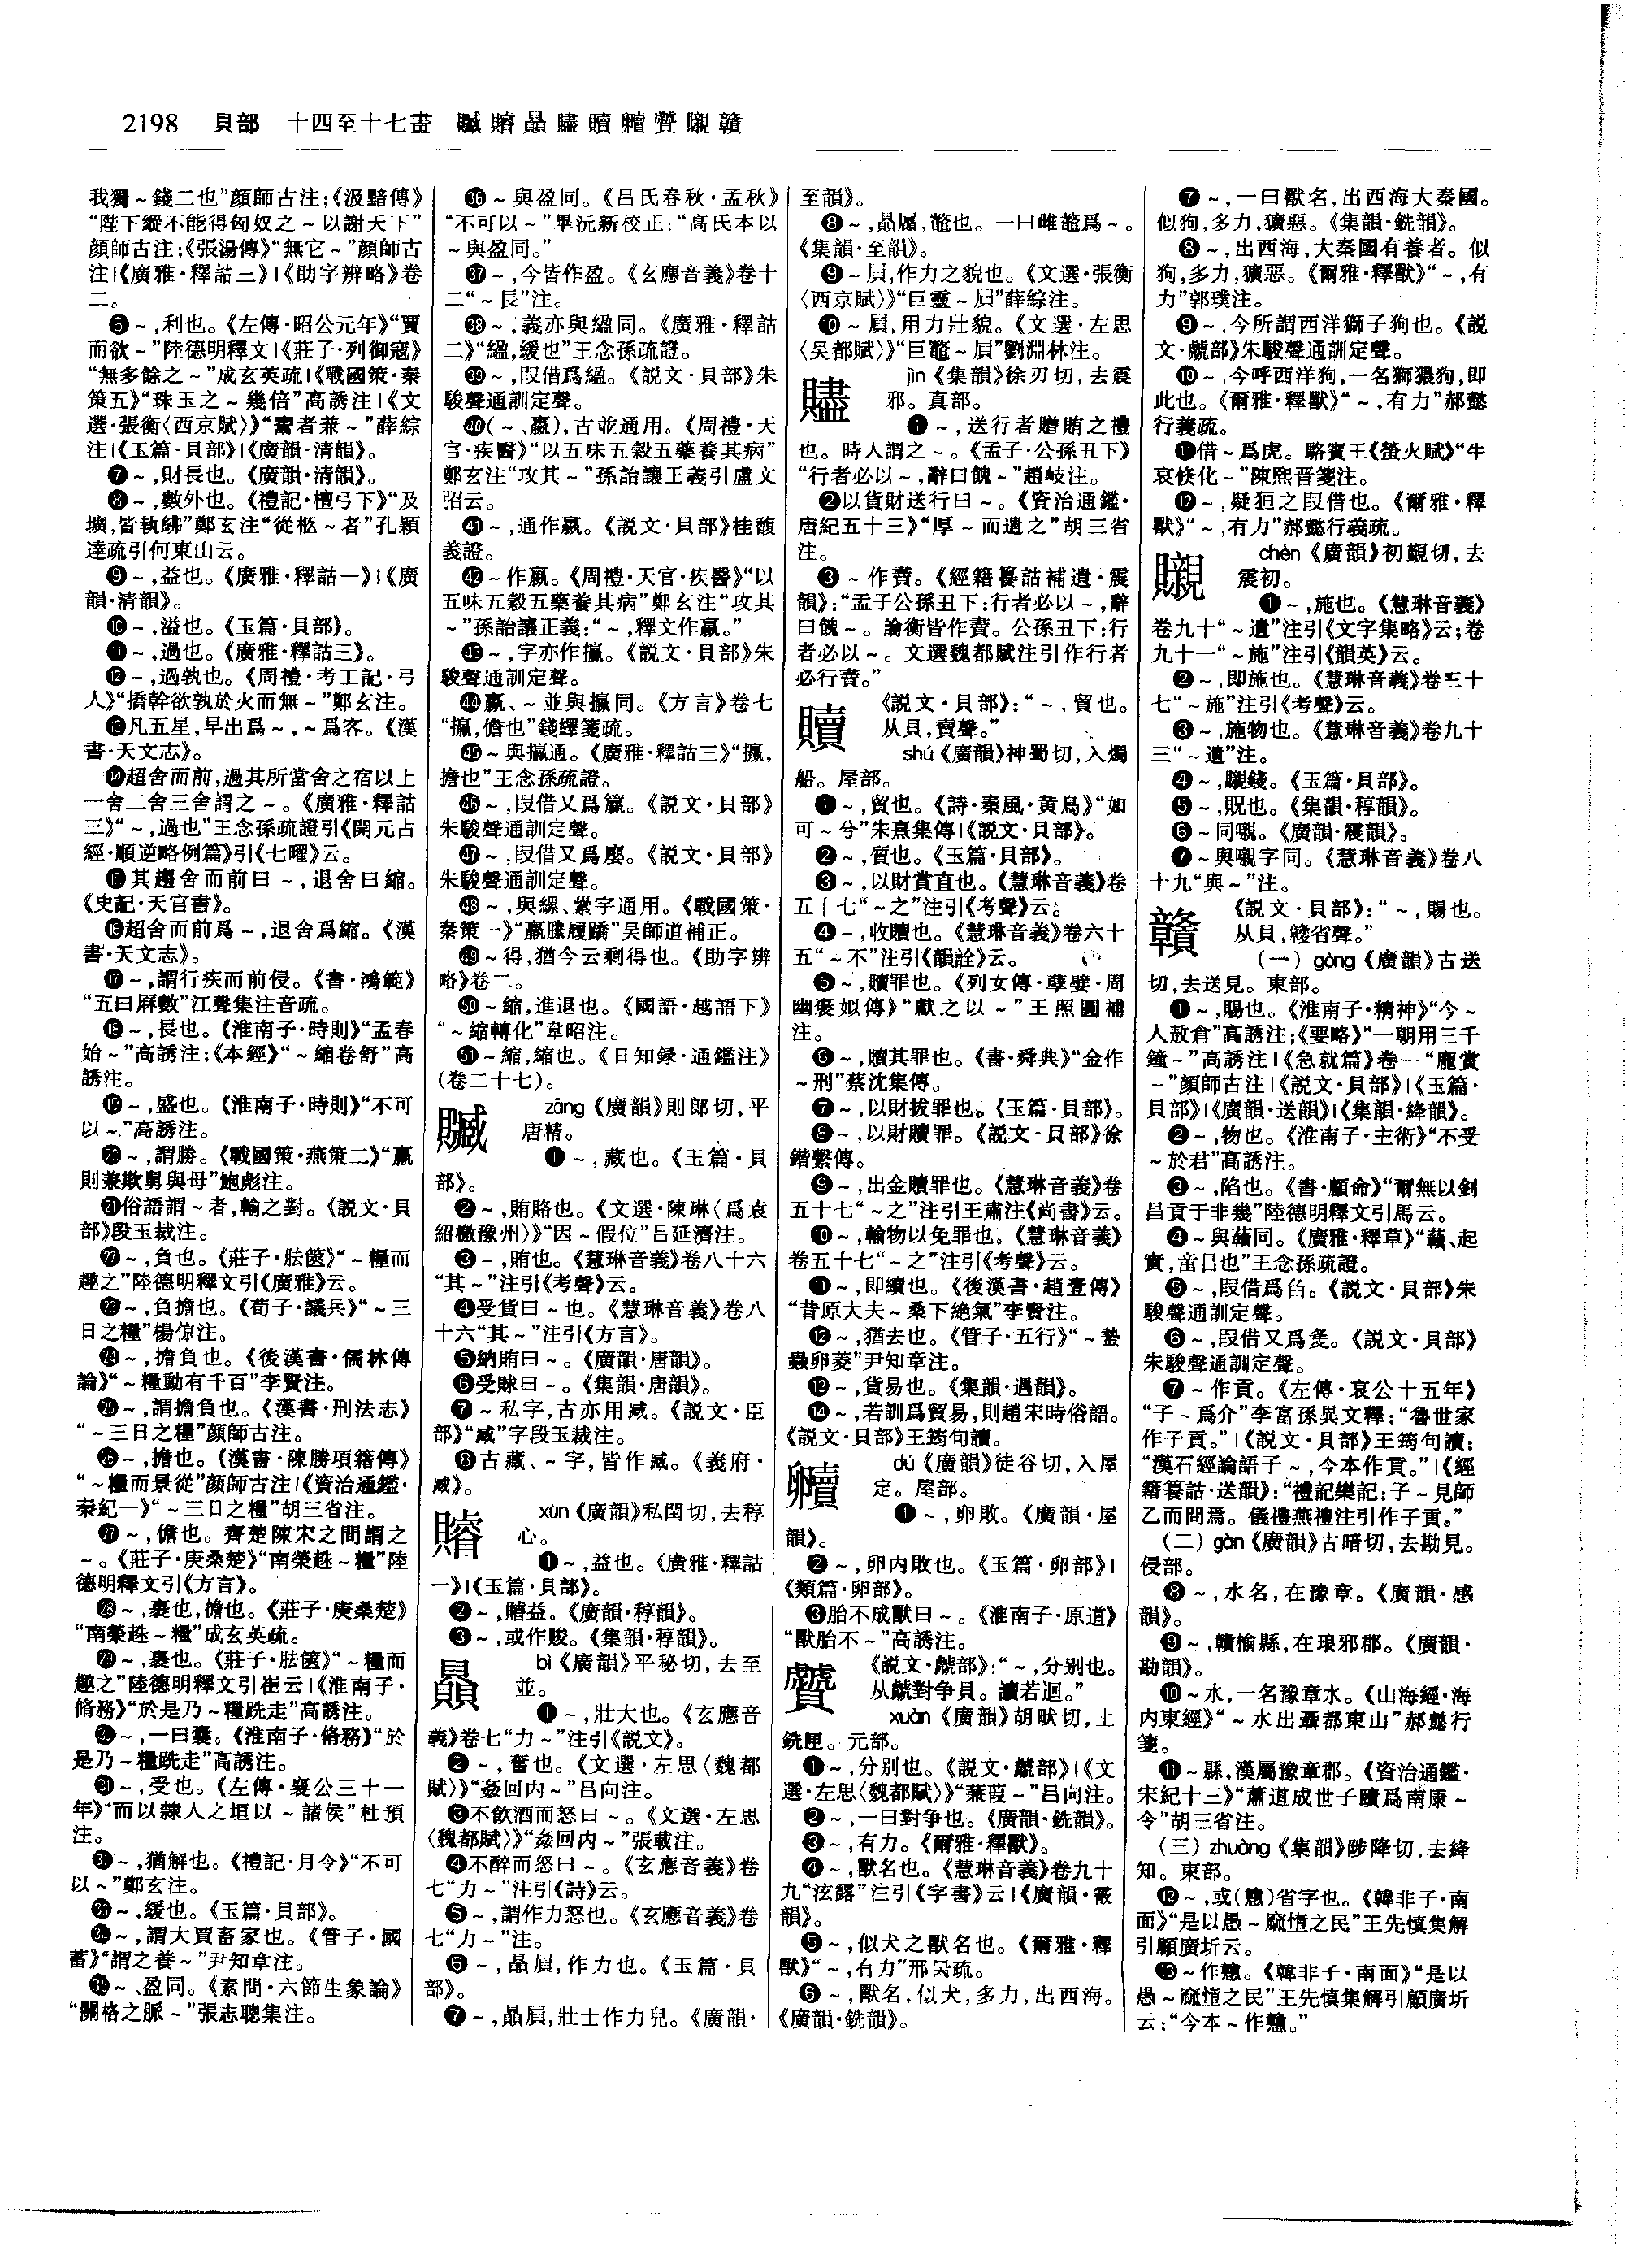 2198 貝部 十四至十七畫 贓賥贔贐贖𧸝贙䞋贛
我獨～錢二也”顔師古注;《汲黯傳》
“陛下縱不能得匈奴之～以謝天下”
顔師古注;《張湯傳》“無它～”顔師古
注|《廣雅·釋詁三》|《助字辨略》卷
二。
❻～,利也。《左傳·昭公元年》“賈
而欲～”陸德明釋文|《莊子·列御寇》
“無多餘之～”成玄英疏|《戰國策·秦
策五》“珠玉之～幾倍”高誘注|《文
選·張衡〈西京賦〉》“鬻者兼～”薛綜
注|《玉篇·貝部》|《廣韻·清韻》。
❼～,財長也。《廣韻·清韻》。
❽～,數外也。《禮記·檀弓下》“及
壙,皆執紼”鄭玄注“從柩～者”孔穎
達疏引何東山云。
❾～,益也。《廣雅·釋詁一》|《廣
韻·清韻》。
❿～,溢也。《玉篇·貝部》。
⓫～,過也。《廣雅·釋詁三》。
⓬～,過孰也。《周禮·考工記·弓
人》“撟幹欲孰於火而無～”鄭玄注。
⓭凡五星,早出爲～,～爲客。《漢
書·天文志》。
⓮超舍而前,過其所當舍之宿以上
一舍二舍三舍謂之～。《廣雅·釋詁
三》“～,過也”王念孫疏證引《開元占
經·順逆略例篇》引《七曜》云。
⓯其趨舍而前曰～,退舍曰縮。
《史記·天官書》。
⓰超舍而前爲～,退舍爲縮。《漢
書·天文志》。
⓱～,謂行疾而前侵。《書·鴻範》
“五曰厤數”江聲集注音疏。
⓲～,長也。《淮南子·時則》“孟春
始～”高誘注;《本經》“～縮卷舒”高
誘注。
⓳～,盛也。《淮南子·時則》“不可
以～”高誘注。
⓴～,謂勝。《戰國策·燕策二》“贏
則兼欺舅與母”鮑彪注。
㉑俗語謂～者,輸之對。《説文·貝
部》段玉裁注。
㉒～,負也。《莊子·胠篋》“～糧而
趣之”陸德明釋文引《廣雅》云。
㉓～,負擔也。《荀子·議兵》“～三
日之糧”楊倞注。
㉔～,擔負也。《後漢書·儒林傳
論》“～糧動有千百”李賢注。
㉕～,謂擔負也。《漢書·刑法志》
“～三日之糧”顔師古注。
㉖～,擔也。《漢書·陳勝項籍傳》
“～糧而景從”顔師古注|《資治通鑑·
秦紀一》“～三日之糧”胡三省注。
㉗～,儋也。齊楚陳宋之間謂之
～。《莊子·庚桑楚》“南榮趎～糧”陸
德明釋文引《方言》。
㉘～,裹也,擔也。《莊子·庚桑楚》
“南榮趎～糧”成玄英疏。
㉙～,裹也。《莊子·胠篋》“～糧而
趣之”陸德明釋文引崔云|《淮南子·
脩務》“於是乃～糧跣走”高誘注。
㉚～,一曰囊。《淮南子·脩務》“於
是乃～糧跣走”高誘注。
㉛～,受也。《左傳·襄公三十一
年》“而以隸人之垣以～諸侯”杜預
注。
㉜～,猶解也。《禮記·月令》“不可
以～”鄭玄注。
㉝～,緩也。《玉篇·貝部》。
㉞～,謂大賈畜家也。《管子·國
蓄》“謂之養～”尹知章注。
㉟～、盈同。《素問·六節生象論》
“關格之脈～”張志聰集注。
㊱～與盈同。《吕氏春秋·孟秋》
“不可以～”畢沅新校正:“高氏本以
～與盈同。”
㊲～,今皆作盈。《玄應音義》卷十
二“～長”注。
㊳～,義亦與緼同。《廣雅·釋詁
二》“緼,緩也”王念孫疏證。
㊴～,叚借爲緼。《説文·貝部》朱
駿聲通訓定聲。
㊵(～、羸),古並通用。《周禮·天
官·疾醫》“以五味五穀五藥養其病”
鄭玄注“攻其～”孫詒讓正義引盧文
弨云。
㊶～,通作嬴。《説文·貝部》桂馥
義證。
㊷～作羸。《周禮·天官·疾醫》“以
五味五穀五藥養其病”鄭玄注“攻其
～”孫詒讓正義:“～,釋文作羸。”
㊸～,字亦作攍。《説文·貝部》朱
駿聲通訓定聲。
㊹嬴、～並與攍同。《方言》卷七
“攍,儋也”錢繹箋疏。
㊺～與攍通。《廣雅·釋詁三》“攍,
擔也”王念孫疏證。
㊻～,叚借又爲籯。《説文·貝部》
朱駿聲通訓定聲。
㊼～,叚借又爲廮。《説文·貝部》
朱駿聲通訓定聲。
㊽～,與縲、纍字通用。《戰國策·
秦策一》“羸縢履蹻”吴師道補正。
㊾～得,猶今云剩得也。《助字辨
略》卷二。
㊿～縮,進退也。《國語·越語下》
“～縮轉化”韋昭注。
51～縮,縮也。《日知録·通鑑注》
(卷二十七)。
贓 zāng《廣韻》則郎切,平
唐精。
❶～,藏也。《玉篇·貝
部》。
❷～,賄賂也。《文選·陳琳〈爲袁
紹檄豫州〉》“因～假位”吕延濟注。
❸～,賄也。《慧琳音義》卷八十六
“其～”注引《考聲》云。
❹受貨曰～也。《慧琳音義》卷八
十六“其～”注引《方言》。
❺納賄曰～。《廣韻·唐韻》。
❻受賕曰～。《集韻·唐韻》。
❼～私字,古亦用臧。《説文·臣
部》“臧”字段玉裁注。
❽古藏、～字,皆作臧。《義府·
臧》。
賥 xùn《廣韻》私閏切,去稕
心。
❶～,益也。《廣雅·釋詁
一》|《玉篇·貝部》。
❷～,贍益。《廣韻·稕韻》。
❸～,或作賐。《集韻·稕韻》。
贔 bì《廣韻》平秘切,去至
並。
❶～,壯大也。《玄應音
義》卷七“力～”注引《説文》。
❷～,奮也。《文選·左思〈魏都
賦〉》“姦回内～”吕向注。
❸不飲酒而怒曰～。《文選·左思
〈魏都賦〉》“姦回内～”張載注。
❹不醉而怒曰～。《玄應音義》卷
七“力～”注引《詩》云。
❺～,謂作力怒也。《玄應音義》卷
七“力～”注。
❻～,贔屓,作力也。《玉篇·貝
部》。
❼～,贔屓,壯士作力皃。《廣韻·
至韻》。
❽～,贔屭,鼇也。一曰雌鼇爲～。
《集韻·至韻》。
❾～屓,作力之貌也。《文選·張衡
〈西京賦〉》“巨靈～屓”薛綜注。
❿～屓,用力壯貌。《文選·左思
〈吴都賦〉》“巨鼇～屓”劉淵林注。
贐 jìn《集韻》徐刃切,去震
邪。真部。
❶～,送行者贈賄之禮
也。時人謂之～。《孟子·公孫丑下》
“行者必以～,辭曰餽～”趙岐注。
❷以貨財送行曰～。《資治通鑑·
唐紀五十三》“厚～而遣之”胡三省
注。
❸～作賮。《經籍籑詁補遺·震
韻》:“孟子公孫丑下:行者必以～,辭
曰餽～。論衡皆作賮。公孫丑下:行
者必以～。文選魏都賦注引作行者
必行賮。”
贖 《説文·貝部》:“～,貿也。
从貝,𧶠聲。”
shú《廣韻》神蜀切,入燭
船。屋部。
❶～,貿也。《詩·秦風·黄鳥》“如
可～兮”朱熹集傳|《説文·貝部》。
❷～,質也。《玉篇·貝部》。
❸～,以財賞直也。《慧琳音義》卷
五十七“～之”注引《考聲》云。
❹～,收贖也。《慧琳音義》卷六十
五“～不”注引《韻詮》云。
❺～,贖罪也。《列女傳·孽嬖·周
幽褒姒傳》“獻之以～”王照圓補
注。
❻～,贖其罪也。《書·舜典》“金作
～刑”蔡沈集傳。
❼～,以財拔罪也。《玉篇·貝部》。
❽～,以財贖罪。《説文·貝部》徐
鍇繫傳。
❾～,出金贖罪也。《慧琳音義》卷
五十七“～之”注引王肅注《尚書》云。
❿～,輸物以免罪也。《慧琳音義》
卷五十七“～之”注引《考聲》云。
⓫～,即續也。《後漢書·趙壹傳》
“昔原大夫～桑下絶氣”李賢注。
⓬～,猶去也。《管子·五行》“～蟄
蟲卵菱”尹知章注。
⓭～,貨易也。《集韻·遇韻》。
⓮～,若訓爲貿易,則趙宋時俗語。
《説文·貝部》王筠句讀。
dú《廣韻》徒谷切,入屋
定。屋部。
❶～,卵敗。《廣韻·屋
韻》。
❷～,卵内敗也。《玉篇·卵部》|
《類篇·卵部》。
❸胎不成獸曰～。《淮南子·原道》
“獸胎不～”高誘注。
贙 《説文·虤部》:“～,分别也。
从虤對争貝。讀若迴。”
xuàn《廣韻》胡畎切,上
銑匣。元部。
❶～,分别也。《説文·虤部》|《文
選·左思〈魏都賦〉》“蒹葭～”吕向注。
❷～,一曰對争也。《廣韻·銑韻》。
❸～,有力。《爾雅·釋獸》。
❹～,獸名也。《慧琳音義》卷九十
九“泫露”注引《字書》云|《廣韻·霰
韻》。
❺～,似犬之獸名也。《爾雅·釋
獸》“～,有力”邢昺疏。
❻～,獸名,似犬,多力,出西海。
《廣韻·銑韻》。
❼～,一曰獸名,出西海大秦國。
似狗,多力,獷惡。《集韻·銑韻》。
❽～,出西海,大秦國有養者。似
狗,多力,獷惡。《爾雅·釋獸》“～,有
力”郭璞注。
❾～,今所謂西洋獅子狗也。《説
文·虤部》朱駿聲通訓定聲。
❿～,今呼西洋狗,一名獅猥狗,即
此也。《爾雅·釋獸》“～,有力”郝懿
行義疏。
⓫借～爲虎。駱賓王《螢火賦》“牛
哀倏化～”陳熙晋箋注。
⓬～,疑狟之叚借也。《爾雅·釋
獸》“～,有力”郝懿行義疏。
䞋 chèn《廣韻》初覲切,去
震初。
❶～,施也。《慧琳音義》
卷九十“～遺”注引《文字集略》云;卷
九十一“～施”注引《韻英》云。
❷～,即施也。《慧琳音義》卷三十
七“～施”注引《考聲》云。
❸～,施物也。《慧琳音義》卷九十
三“～遺”注。
❹～,䞋錢。《玉篇·貝部》。
❺～,貺也。《集韻·稕韻》。
❻～同嚫。《廣韻·震韻》。
❼～與嚫字同。《慧琳音義》卷八
十九“與～”注。
贛 《説文·貝部》:“～,賜也。
从貝,竷省聲。”
(一) gòng《廣韻》古送
切,去送見。東部。
❶～,賜也。《淮南子·精神》“今～
人敖倉”高誘注;《要略》“一朝用三千
鐘～”高誘注|《急就篇》卷一“龐賞
～”顔師古注|《説文·貝部》|《玉篇·
貝部》|《廣韻·送韻》|《集韻·絳韻》。
❷～,物也。《淮南子·主術》“不受
～於君”高誘注。
❸～,陷也。《書·顧命》“爾無以釗
冒貢于非幾”陸德明釋文引馬云。
❹～與贛同。《廣雅·釋草》“贛、起
實,䔰目也”王念孫疏證。
❺～,叚借爲臽。《説文·貝部》朱
駿聲通訓定聲。
❻～,叚借又爲戇。《説文·貝部》
朱駿聲通訓定聲。
❼～作貢。《左傳·哀公十五年》
“子～爲介”李富孫異文釋:“魯世家
作子貢。”|《説文·貝部》王筠句讀:
“漢石經論語子～,今本作貢。”|《經
籍籑詁·送韻》:“禮記樂記:子～見師
乙而問焉。儀禮燕禮注引作子貢。”
(二) gàn《廣韻》古暗切,去勘見。
侵部。
❽～,水名,在豫章。《廣韻·感
韻》。
❾～,贛榆縣,在琅邪郡。《廣韻·
勘韻》。
❿～水,一名豫章水。《山海經·海
内東經》“～水出聶都東山”郝懿行
箋。
⓫～縣,漢屬豫章郡。《資治通鑑·
宋紀十三》“蕭道成世子賾爲南康～
令”胡三省注。
(三) zhuàng《集韻》陟降切,去絳
知。東部。
⓬～,或(戇)省字也。《韓非子·南
面》“是以愚～窳墯之民”王先慎集解
引顧廣圻云。
⓭～作戇。《韓非子·南面》“是以
愚～窳墯之民”王先慎集解引顧廣圻
云:“今本～作戇。”